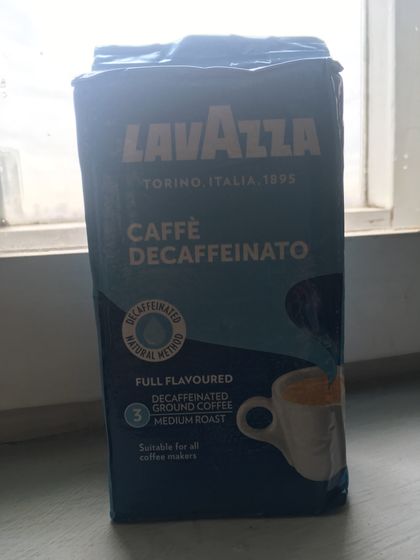 LAVAZZA
TORINO, ITALIA, 1895
CAFFÈ
DECAFFEINATO
DECAFFEINATED
NATURAL METHOD
FULL FLAVOURED
3
DECAFFEINATED
GROUND COFFEE
MEDIUM ROAST
Suitable for all
coffee makers